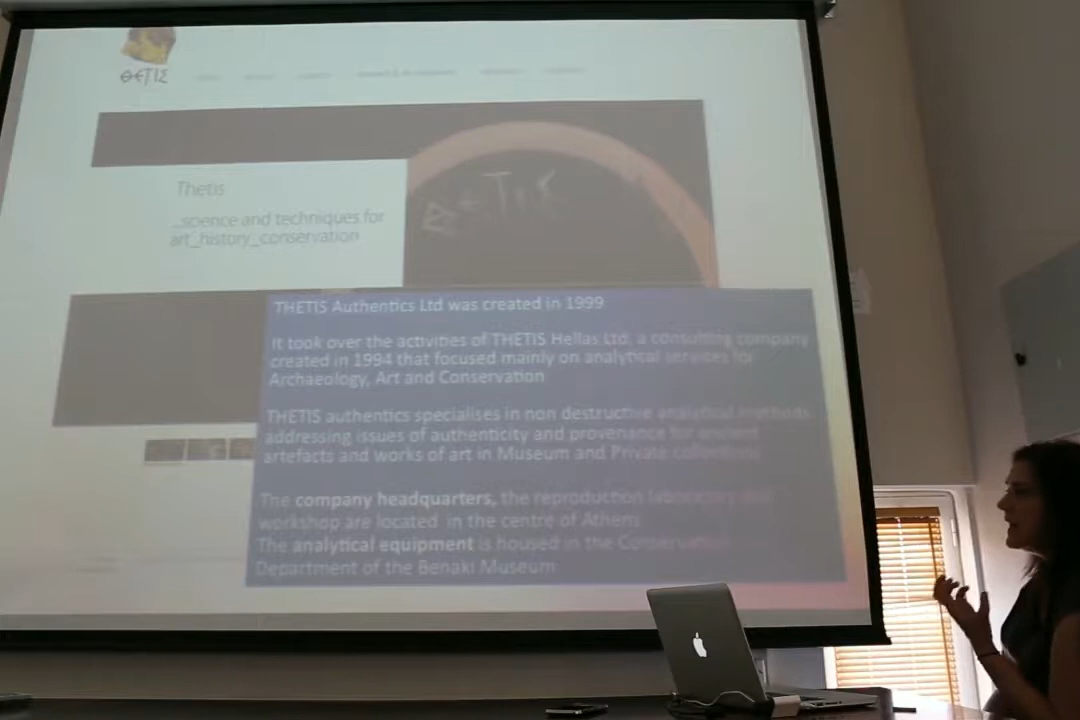 ΘΕΤΙΣ
Thetis
_science and techniques for
art_history_conservation
THETIS Authentics Ltd was created in 1999
It took over the activities of THETIS Hellas Ltd, a consulting company
created in 1994 that focused mainly on analytical services for
Archaeology, Art and Conservation
THETIS authentics specialises in non destructive analytical methods
addressing issues of authenticity and provenance for ancient
artefacts and works of art in Museum and Private collections
The company headquarters, the reproduction laboratory and
workshop are located in the centre of Athens
The analytical equipment is housed in the Conservation
Department of the Benaki Museum